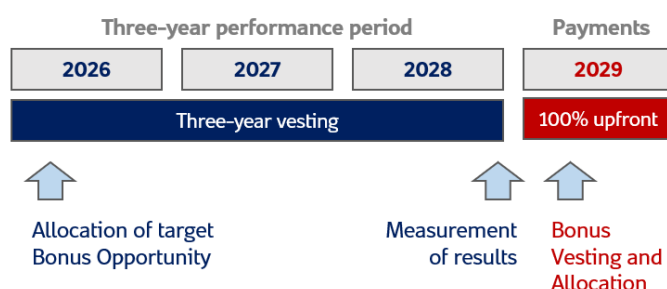 Three-year performance period
Payments
2026
2027
2028
2029
Three-year vesting
100% upfront
Allocation of target
Bonus Opportunity
Measurement
of results
Bonus
Vesting and
Allocation